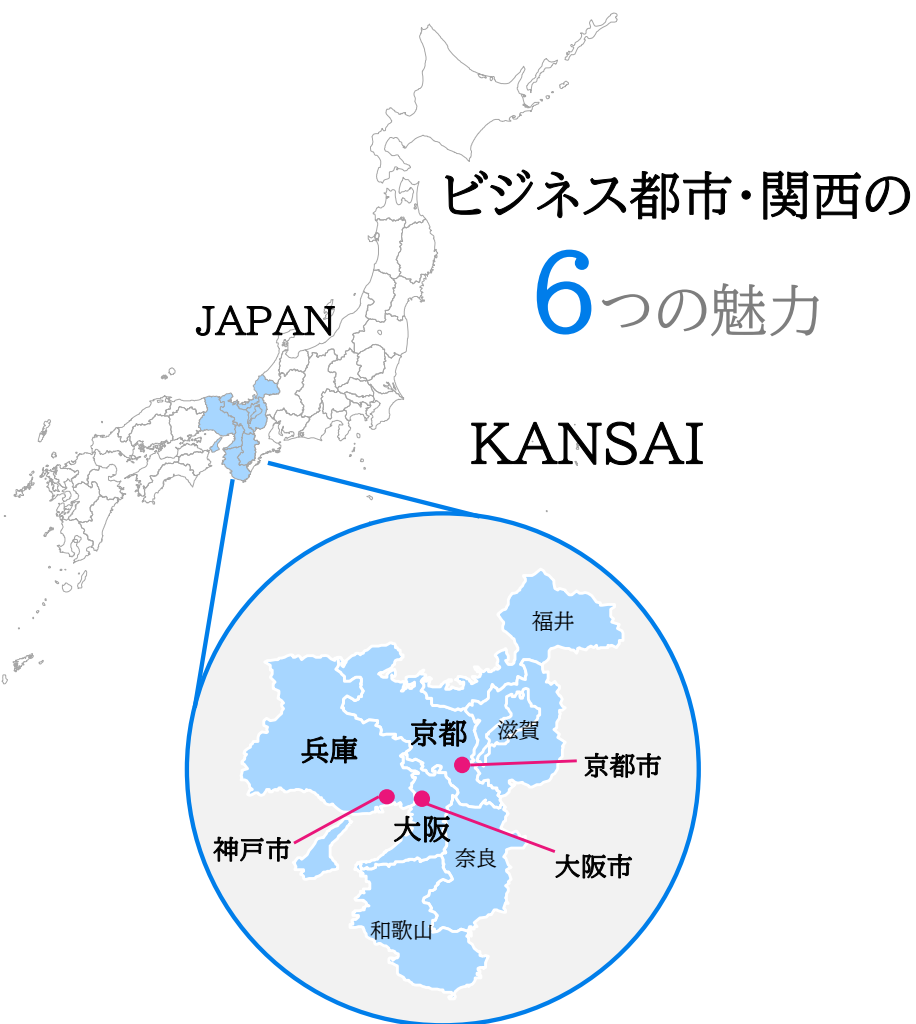 ビジネス都市・関西の
6つの魅力
JAPAN
KANSAI
福井
滋賀
京都
兵庫
京都市
大阪
神戸市
奈良
大阪市
和歌山